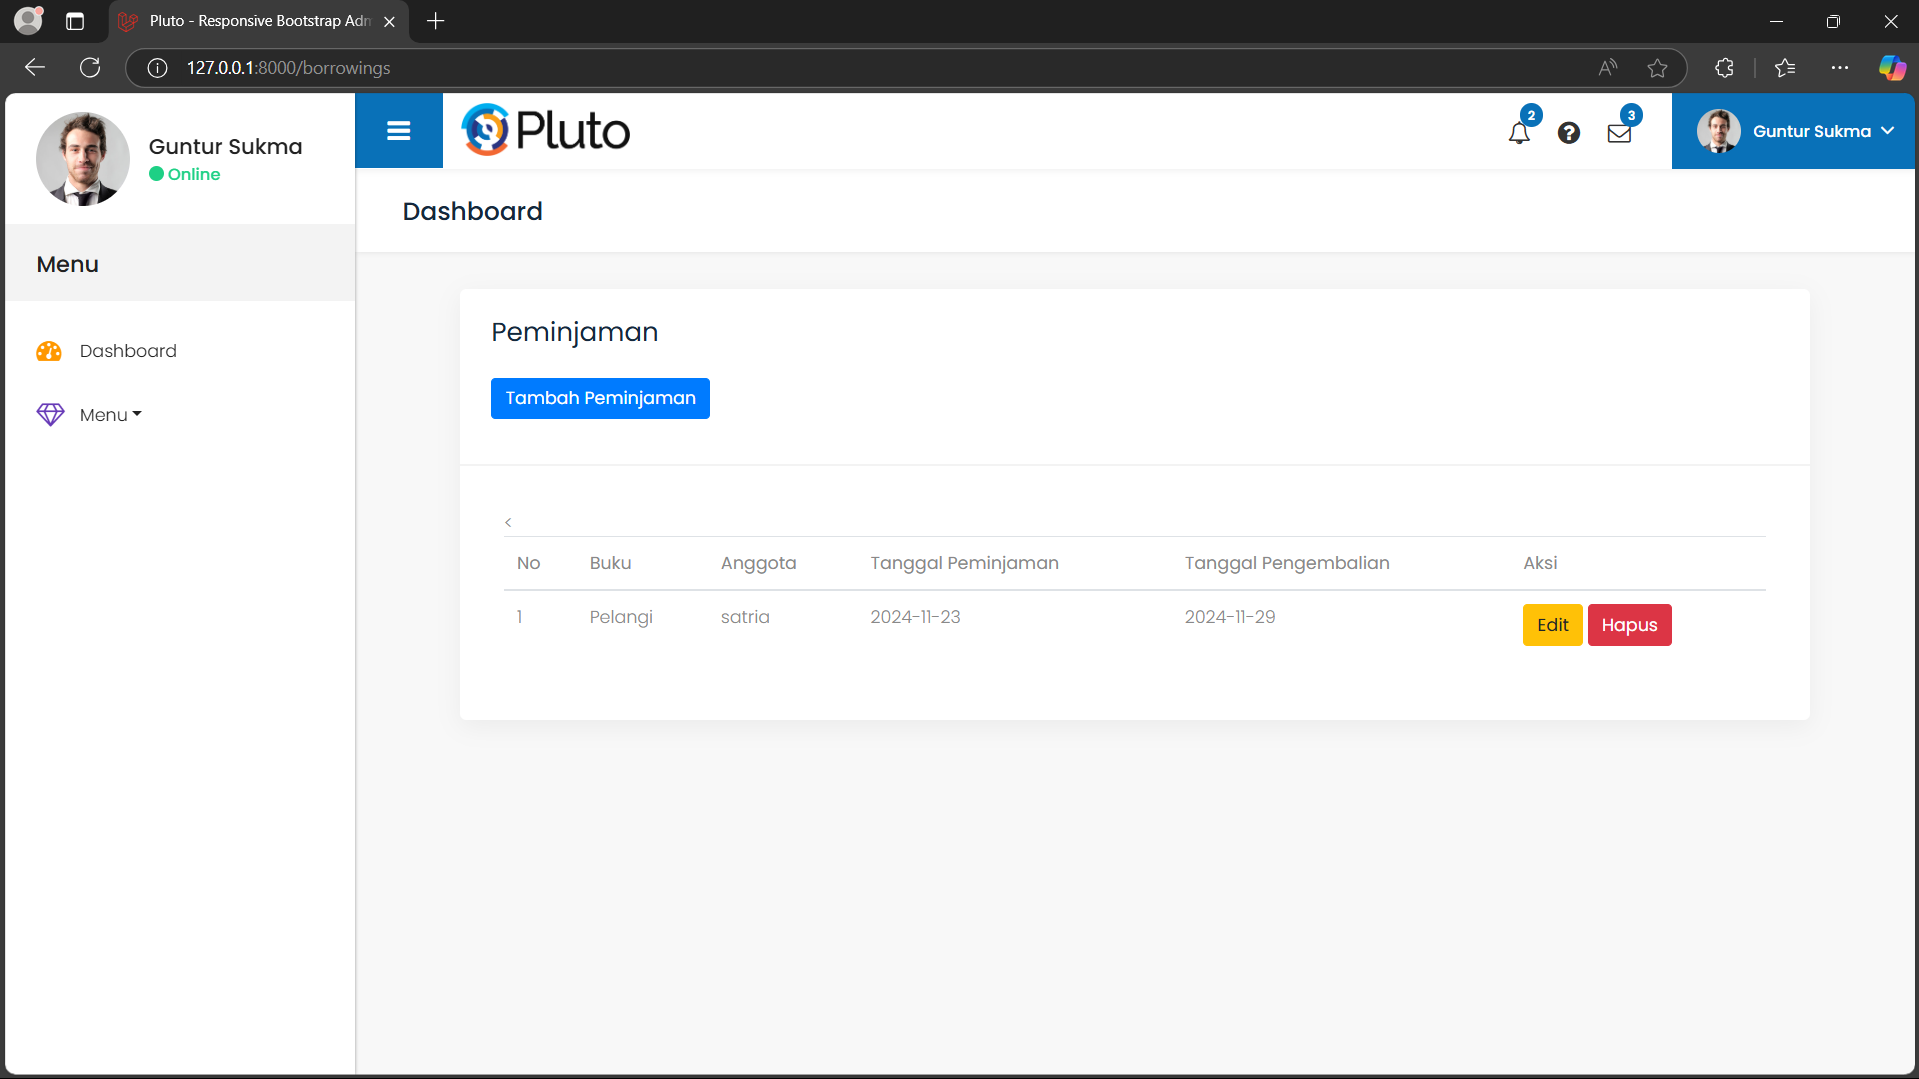 Pluto - Responsive Bootstrap Adm
127.0.0.1:8000/borrowings
Guntur Sukma
Online
Pluto
2
3
Guntur Sukma
Dashboard
Menu
Dashboard
Menu
Peminjaman
Tambah Peminjaman
<
No Buku Anggota Tanggal Peminjaman Tanggal Pengembalian Aksi
1 Pelangi satria 2024-11-23 2024-11-29 Edit Hapus